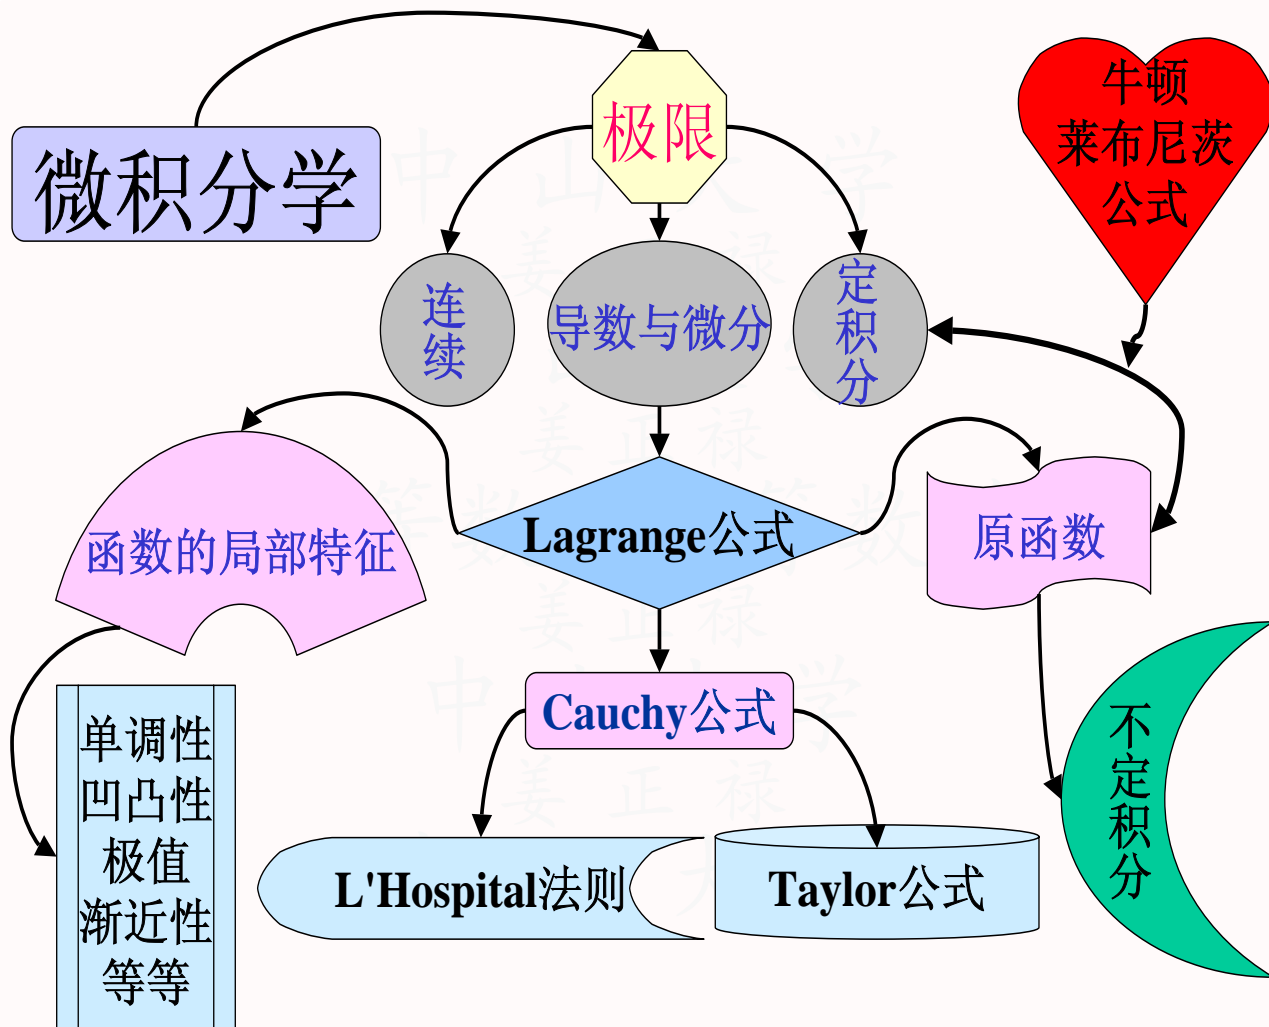 极限
牛顿
莱布尼茨
公式
微积分学
连
续
导数与微分
定
积
分
函数的局部特征
Lagrange公式
原函数
Cauchy公式
单调性
凹凸性
极值
渐近性
等等
L'Hospital法则
Taylor公式
不
定
积
分